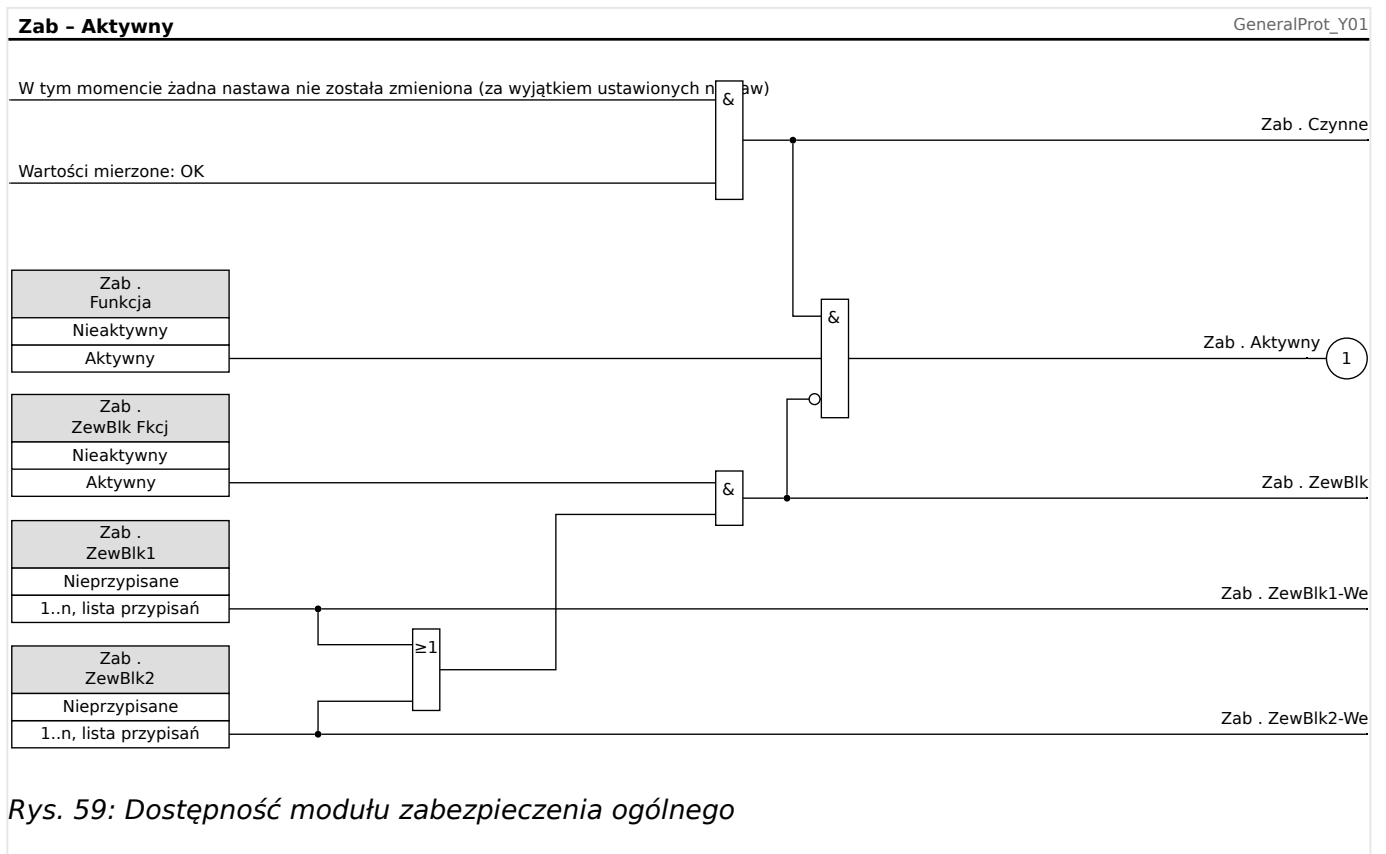 Zab – Aktywny
GeneralProt_Y01
W tym momencie żadna nastawa nie została zmieniona (za wyjątkiem ustawionych
&
Zab . Czynne
Wartości mierzone: OK
Zab .
Funkcja
Nieaktywny
Aktywny
&
Zab . Aktywny
1
Zab .
ZewBlk Fkcj
Nieaktywny
Aktywny
&
Zab . ZewBlk
Zab .
ZewBlk1
Nieprzypisane
1..n, lista przypisań
Zab . ZewBlk1-We
≥1
Zab .
ZewBlk2
Nieprzypisane
1..n, lista przypisań
Zab . ZewBlk2-We
Rys. 59: Dostępność modułu zabezpieczenia ogólnego